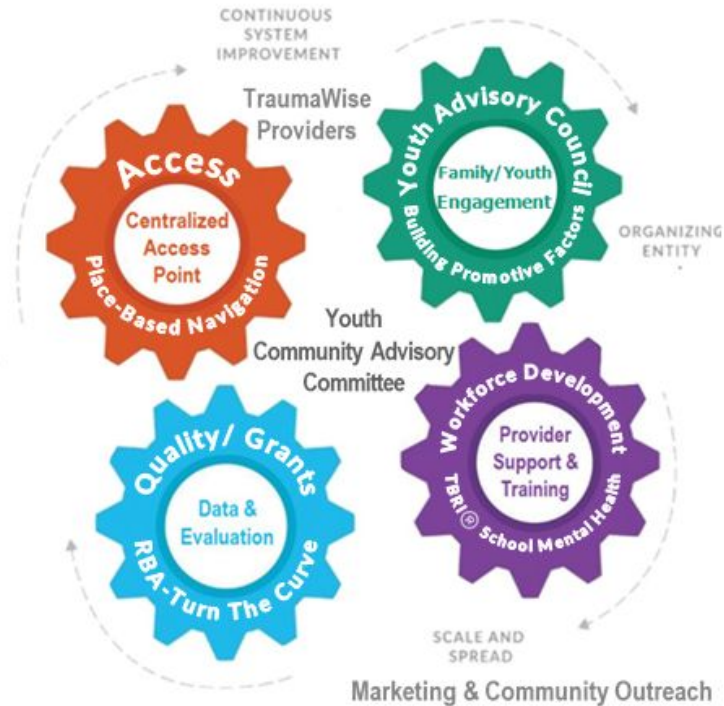 CONTINUOUS
SYSTEM
IMPROVEMENT
TraumaWise
Providers
Access
Centralized
Access
Point
Place-Based Navigation
Youth Advisory Council
Family/Youth
Engagement
Building Promotive Factors
ORGANIZING
ENTITY
Youth
Community Advisory
Committee
Workforce Development
Provider
Support &
Training
TBRI® School Mental Health
Quality/ Grants
Data &
Evaluation
RBA-Turn The Curve
SCALE AND
SPREAD
Marketing & Community Outreach